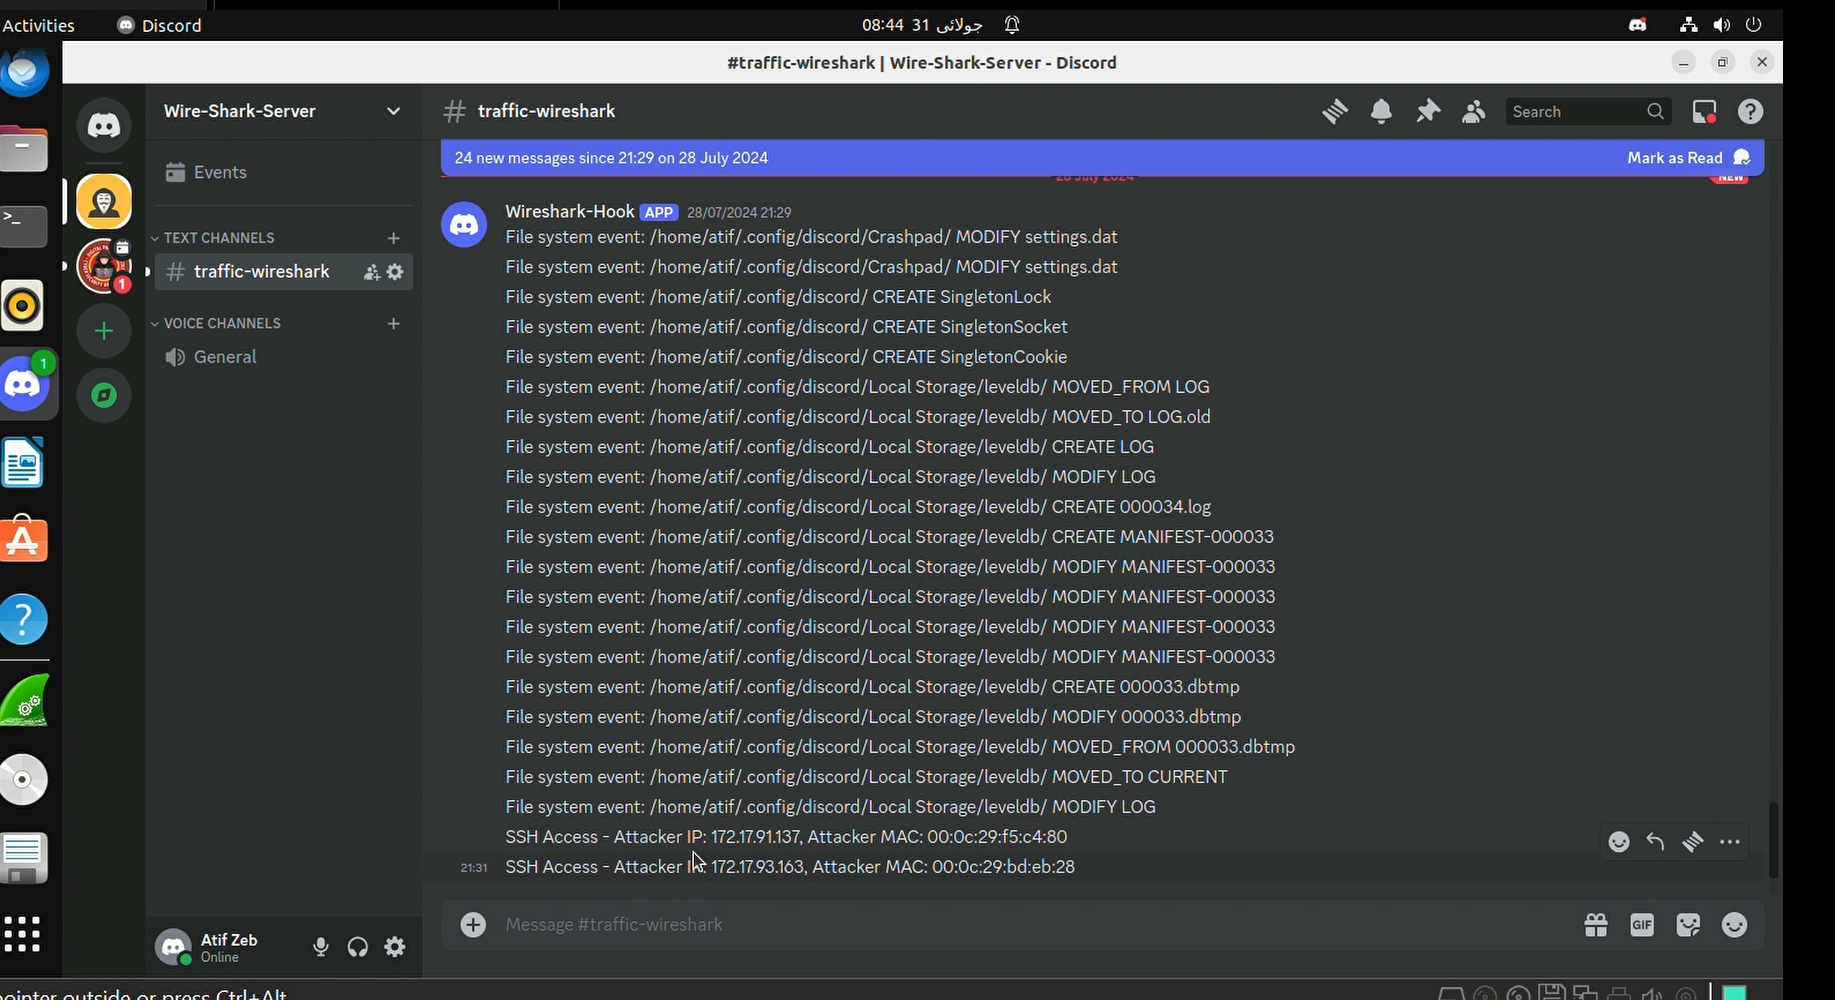 Activities
Discord
08:44 31 جولائی
#traffic-wireshark | Wire-Shark-Server - Discord
Wire-Shark-Server
# traffic-wireshark
Search
24 new messages since 21:29 on 28 July 2024
Mark as Read
28 July 2024
NEW
Events
TEXT CHANNELS
# traffic-wireshark
VOICE CHANNELS
General
1
1
Wireshark-Hook APP 28/07/2024 21:29
File system event: /home/atif/.config/discord/Crashpad/ MODIFY settings.dat
File system event: /home/atif/.config/discord/Crashpad/ MODIFY settings.dat
File system event: /home/atif/.config/discord/ CREATE SingletonLock
File system event: /home/atif/.config/discord/ CREATE SingletonSocket
File system event: /home/atif/.config/discord/ CREATE SingletonCookie
File system event: /home/atif/.config/discord/Local Storage/leveldb/ MOVED_FROM LOG
File system event: /home/atif/.config/discord/Local Storage/leveldb/ MOVED_TO LOG.old
File system event: /home/atif/.config/discord/Local Storage/leveldb/ CREATE LOG
File system event: /home/atif/.config/discord/Local Storage/leveldb/ MODIFY LOG
File system event: /home/atif/.config/discord/Local Storage/leveldb/ CREATE 000034.log
File system event: /home/atif/.config/discord/Local Storage/leveldb/ CREATE MANIFEST-000033
File system event: /home/atif/.config/discord/Local Storage/leveldb/ MODIFY MANIFEST-000033
File system event: /home/atif/.config/discord/Local Storage/leveldb/ MODIFY MANIFEST-000033
File system event: /home/atif/.config/discord/Local Storage/leveldb/ MODIFY MANIFEST-000033
File system event: /home/atif/.config/discord/Local Storage/leveldb/ MODIFY MANIFEST-000033
File system event: /home/atif/.config/discord/Local Storage/leveldb/ CREATE 000033.dbtmp
File system event: /home/atif/.config/discord/Local Storage/leveldb/ MODIFY 000033.dbtmp
File system event: /home/atif/.config/discord/Local Storage/leveldb/ MOVED_FROM 000033.dbtmp
File system event: /home/atif/.config/discord/Local Storage/leveldb/ MOVED_TO CURRENT
File system event: /home/atif/.config/discord/Local Storage/leveldb/ MODIFY LOG
SSH Access - Attacker IP: 172.17.91.137, Attacker MAC: 00:0c:29:f5:c4:80
21:31 SSH Access - Attacker IP: 172.17.93.163, Attacker MAC: 00:0c:29:bd:eb:28
Message #traffic-wireshark
GIF
Atif Zeb
Online
pointer outside or press Ctrl+Alt